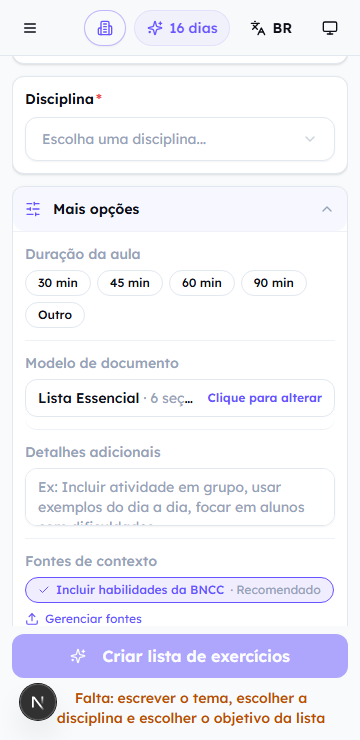 16 dias
BR
Disciplina*
Escolha uma disciplina...
Mais opções
Duração da aula
30 min
45 min
60 min
90 min
Outro
Modelo de documento
Lista Essencial · 6 seç... Clique para alterar
Detalhes adicionais
Ex: Incluir atividade em grupo, usar
exemplos do dia a dia, focar em alunos
Fontes de contexto
Incluir habilidades da BNCC · Recomendado
Gerenciar fontes
Criar lista de exercícios
N
Falta: escrever o tema, escolher a
disciplina e escolher o objetivo da lista